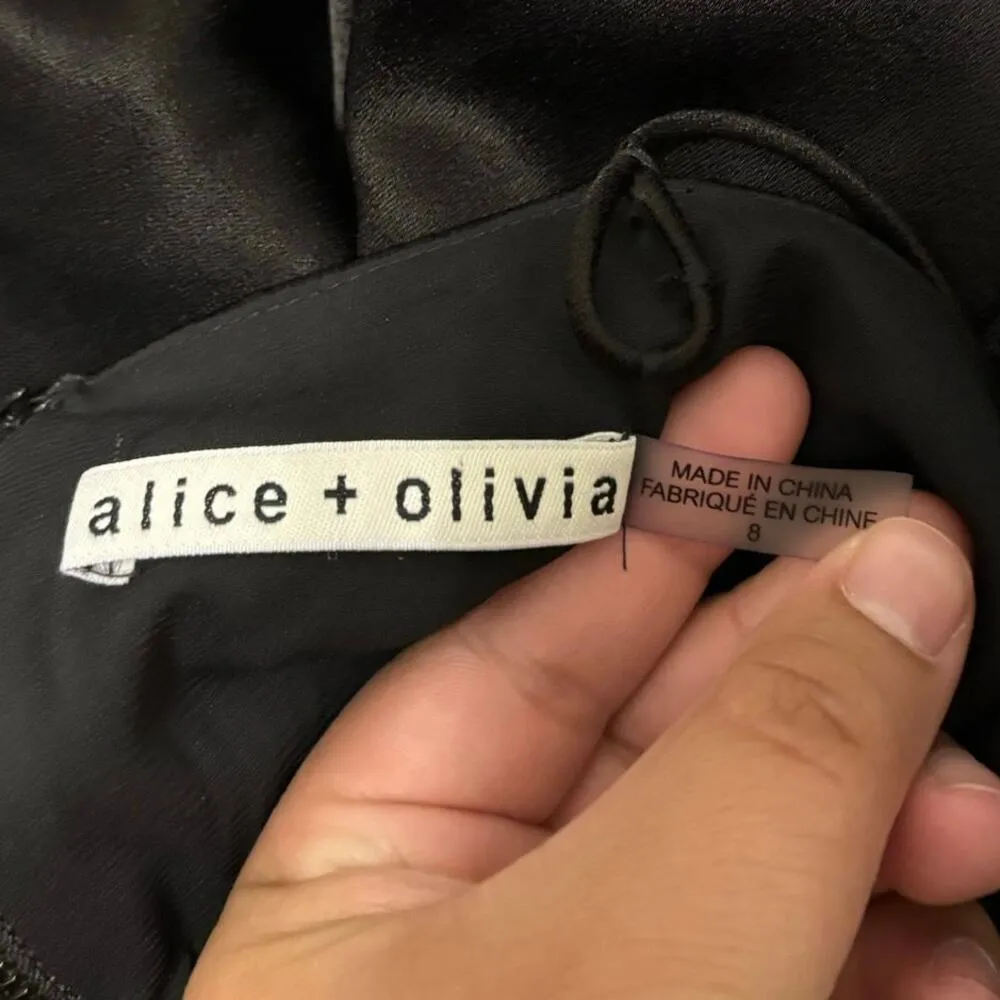 alice + olivia
MADE IN CHINA
FABRIQUÉ EN CHINE
8